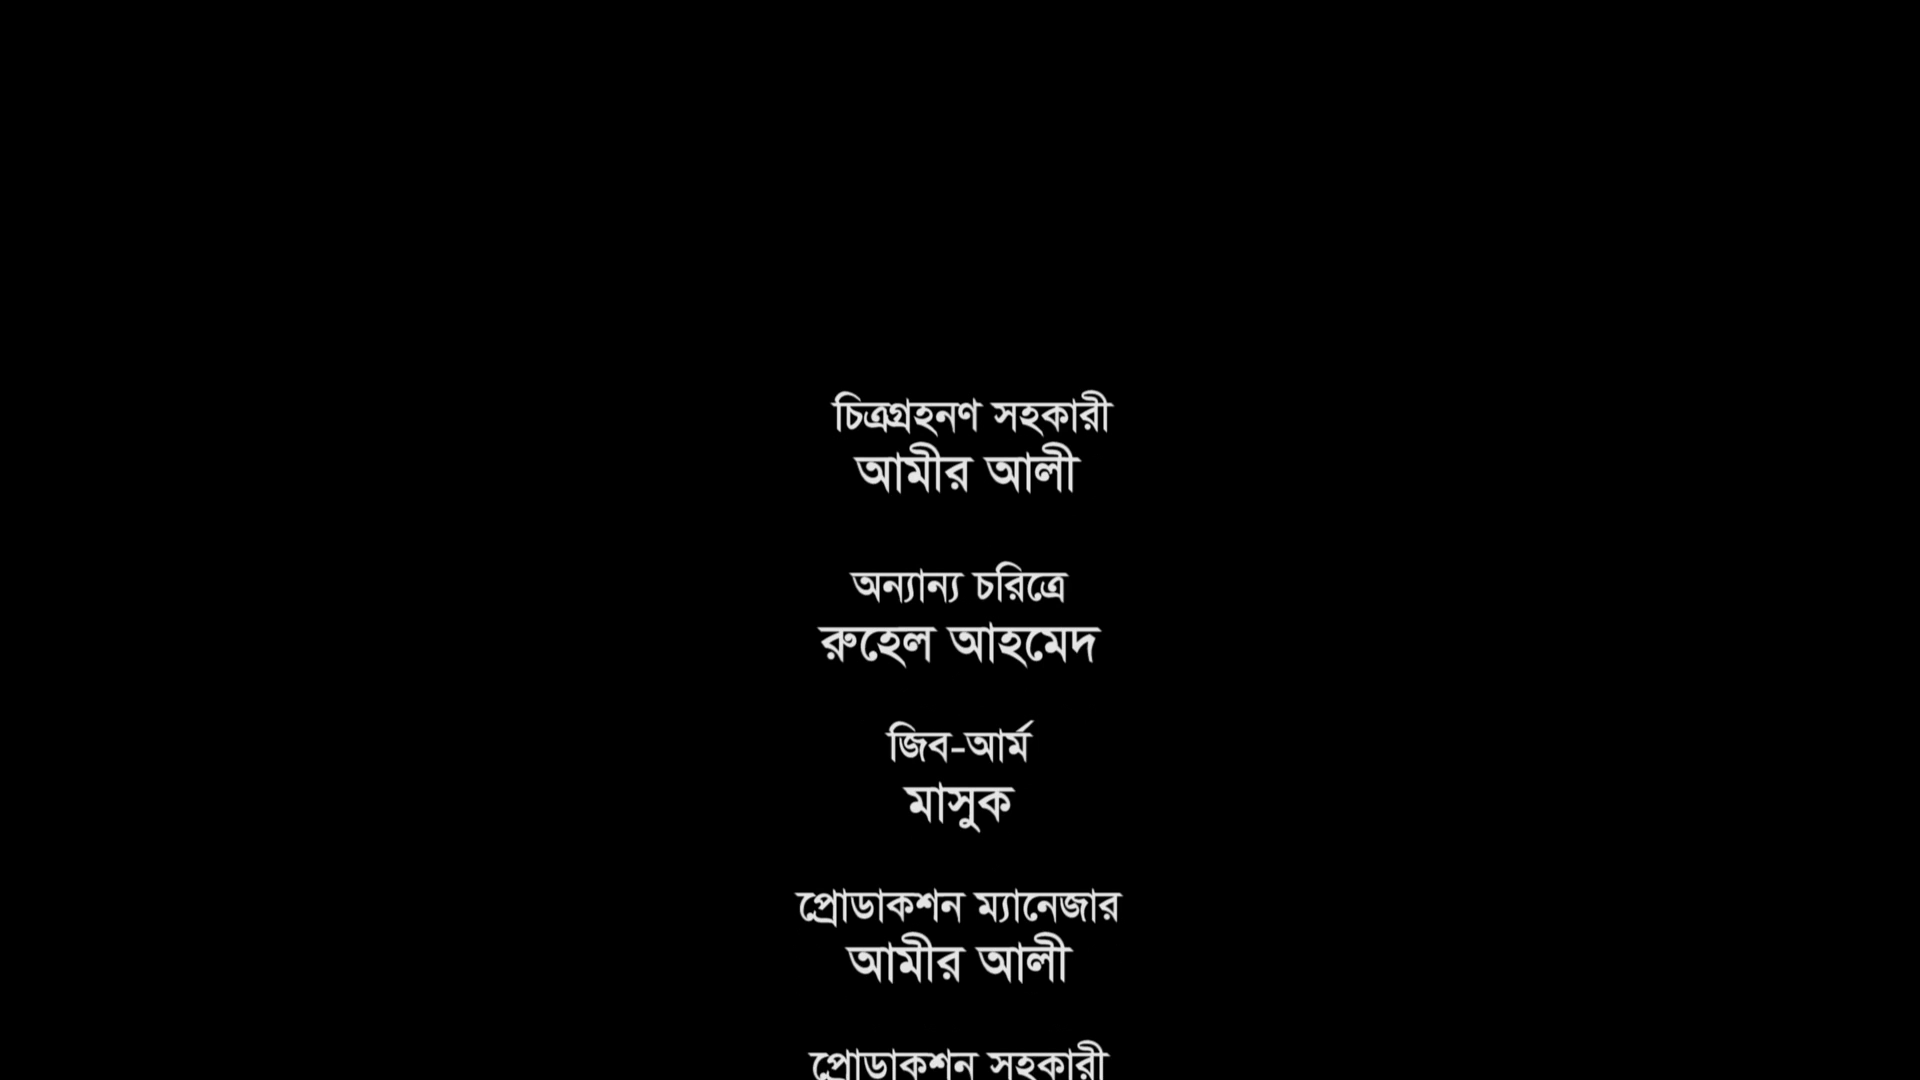 চিত্রগ্রহনণ সহকারী
আমীর আলী
অন্যান্য চরিত্রে
রুহেল আহমেদ
জিব-আর্ম
মাসুক
প্রোডাকশন ম্যানেজার
আমীর আলী
প্রোডাকশন সহকারী